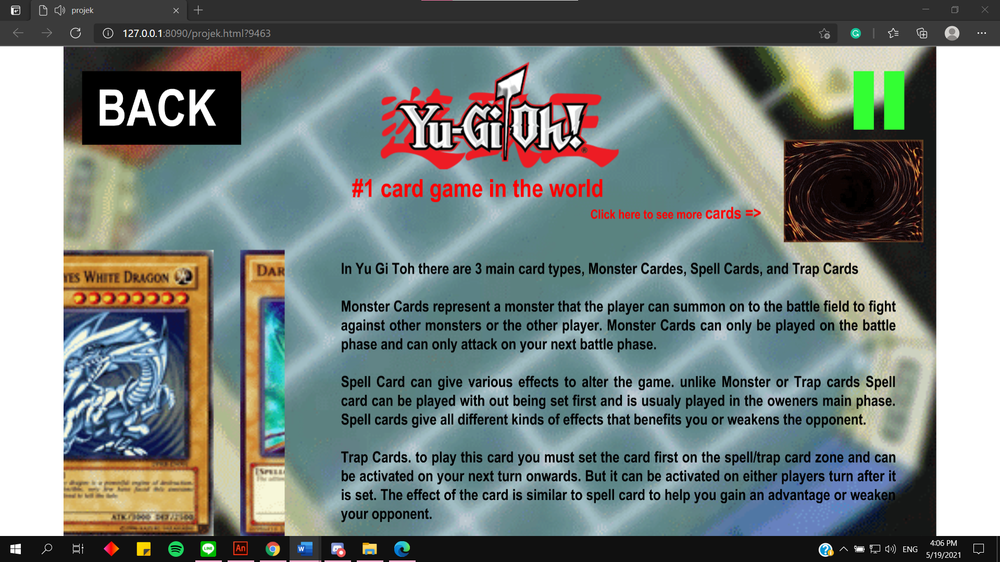 projek
127.0.0.1:8090/projek.html?9463
BACK
遊戯王
Yu-Gi-Oh!
®
#1 card game in the world
Click here to see more cards =>
YES WHITE DRAGON
DAR
ATK/3000 DEF/2500
In Yu Gi Toh there are 3 main card types, Monster Cardes, Spell Cards, and Trap Cards
Monster Cards represent a monster that the player can summon on to the battle field to fight
against other monsters or the other player. Monster Cards can only be played on the battle
phase and can only attack on your next battle phase.
Spell Card can give various effects to alter the game. unlike Monster or Trap cards Spell
card can be played with out being set first and is usualy played in the oweners main phase.
Spell cards give all different kinds of effects that benefits you or weakens the opponent.
Trap Cards. to play this card you must set the card first on the spell/trap card zone and can
be activated on your next turn onwards. But it can be activated on either players turn after it
is set. The effect of the card is similar to spell card to help you gain an advantage or weaken
your opponent.
LINE
An
W
ENG
4:06 PM
5/19/2021